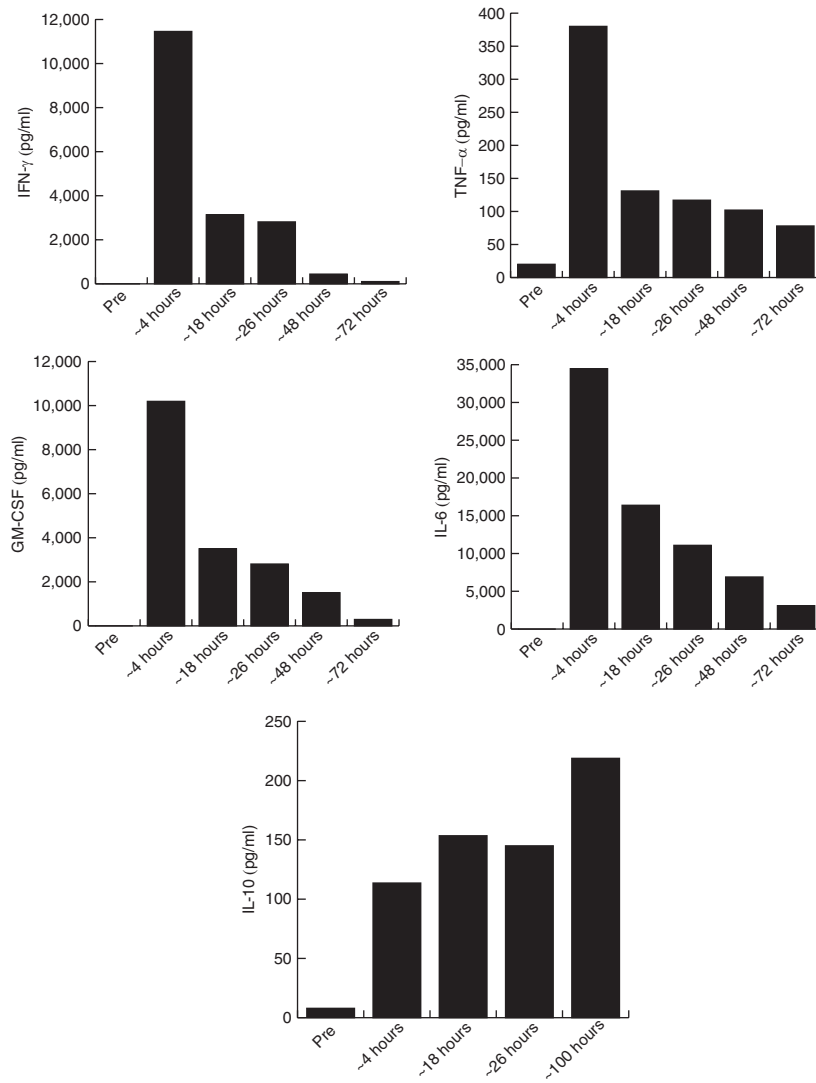 12,000
10,000
8,000
6,000
4,000
2,000
0
IFN-γ (pg/ml)
Pre
~4 hours
~18 hours
~26 hours
~48 hours
~72 hours
400
350
300
250
200
150
100
50
0
TNF–α (pg/ml)
Pre
~4 hours
~18 hours
~26 hours
~48 hours
~72 hours
12,000
10,000
8,000
6,000
4,000
2,000
0
GM-CSF (pg/ml)
Pre
~4 hours
~18 hours
~26 hours
~48 hours
~72 hours
35,000
30,000
25,000
20,000
15,000
10,000
5,000
0
IL-6 (pg/ml)
Pre
~4 hours
~18 hours
~26 hours
~48 hours
~72 hours
250
200
150
100
50
0
IL-10 (pg/ml)
Pre
~4 hours
~18 hours
~26 hours
~100 hours